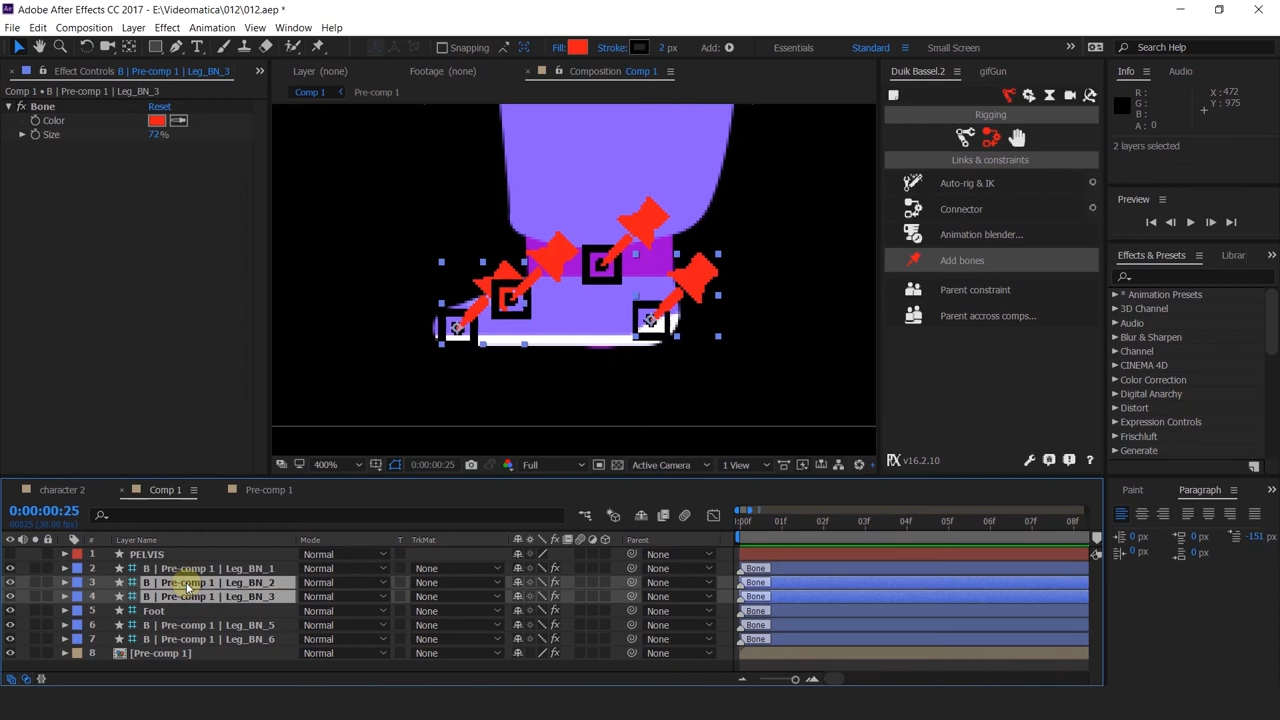 Adobe After Effects CC 2017 - E:\Videomatica\012\012.aep *
File Edit Composition Layer Effect Animation View Window Help
Snapping Fill: Stroke: 2 px Add: Essentials Standard Small Screen Search Help
Effect Controls B | Pre-comp 1 | Leg_BN_3 Layer (none) Footage (none) Composition Comp 1 Duik Bassel.2 gifGun Info Audio
Comp 1 • B | Pre-comp 1 | Leg_BN_3 Comp 1 Pre-comp 1
fx Bone Reset
Color
Size 72%
R:
G:
B:
A: 0
X: 472
Y: 975
2 layers selected
Rigging
Links & constraints
Auto-rig & IK
Connector
Animation blender...
Add bones
Parent constraint
Parent accross comps...
v16.2.10
Preview
Effects & Presets Librar
* Animation Presets
3D Channel
Audio
Blur & Sharpen
Channel
CINEMA 4D
Color Correction
Distort
Expression Controls
Frischluft
Generate
400% 0:00:00:25 Full Active Camera 1 View
character 2 Comp 1 Pre-comp 1 Paint Paragraph
0:00:00:25
00025 (30.00 fps)
:00f 01f 02f 03f 04f 05f 06f 07f 08f
# Layer Name Mode T TrkMat Parent
1 PELVIS Normal None
2 B | Pre-comp 1 | Leg_BN_1 Normal None None Bone
3 B | Pre-comp 1 | Leg_BN_2 Normal None None Bone
4 B | Pre-comp 1 | Leg_BN_3 Normal None None Bone
5 Foot Normal None None Bone
6 B | Pre-comp 1 | Leg_BN_5 Normal None None Bone
7 B | Pre-comp 1 | Leg_BN_6 Normal None None Bone
8 [Pre-comp 1] Normal None None
0 px 0 px -151 px
0 px 0 px